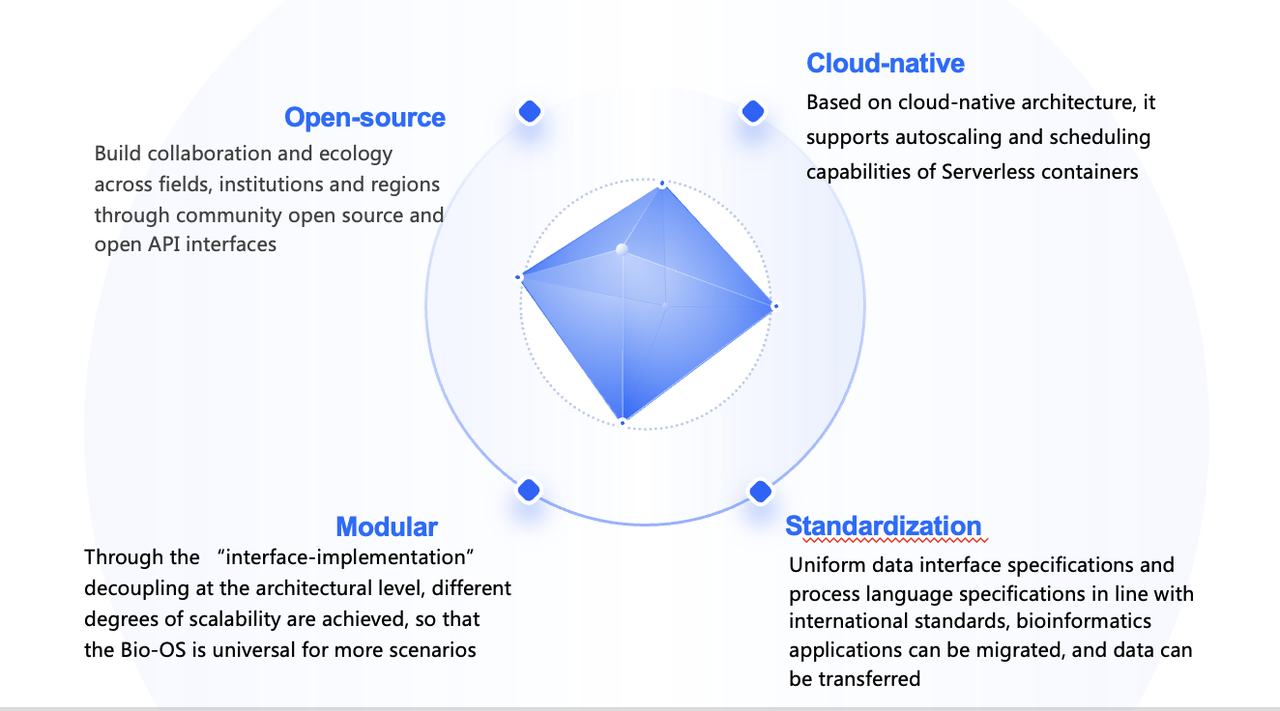 Open-source
Build collaboration and ecology
across fields, institutions and regions
through community open source and
open API interfaces
Cloud-native
Based on cloud-native architecture, it
supports autoscaling and scheduling
capabilities of Serverless containers
Modular
Through the “interface-implementation”
decoupling at the architectural level, different
degrees of scalability are achieved, so that
the Bio-OS is universal for more scenarios
Standardization
Uniform data interface specifications and
process language specifications in line with
international standards, bioinformatics
applications can be migrated, and data can
be transferred